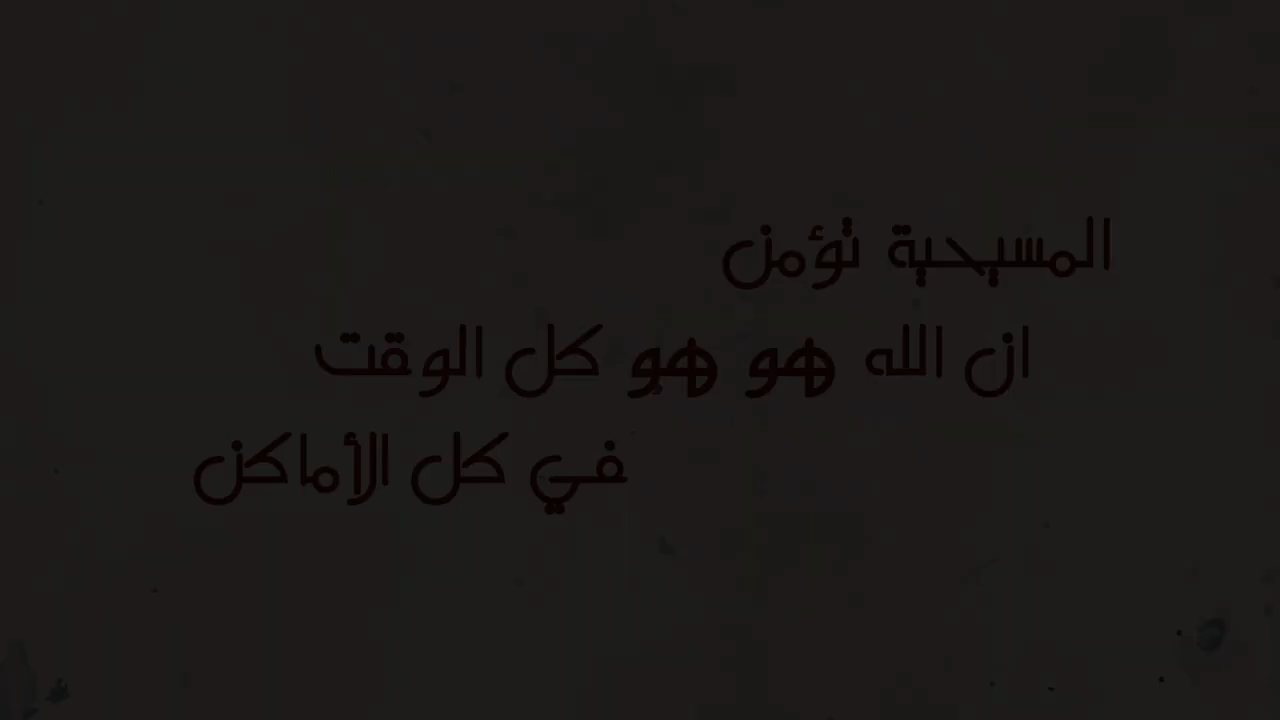 المسيحية تؤمن
ان الله هو هو كل الوقت
في كل الأماكن